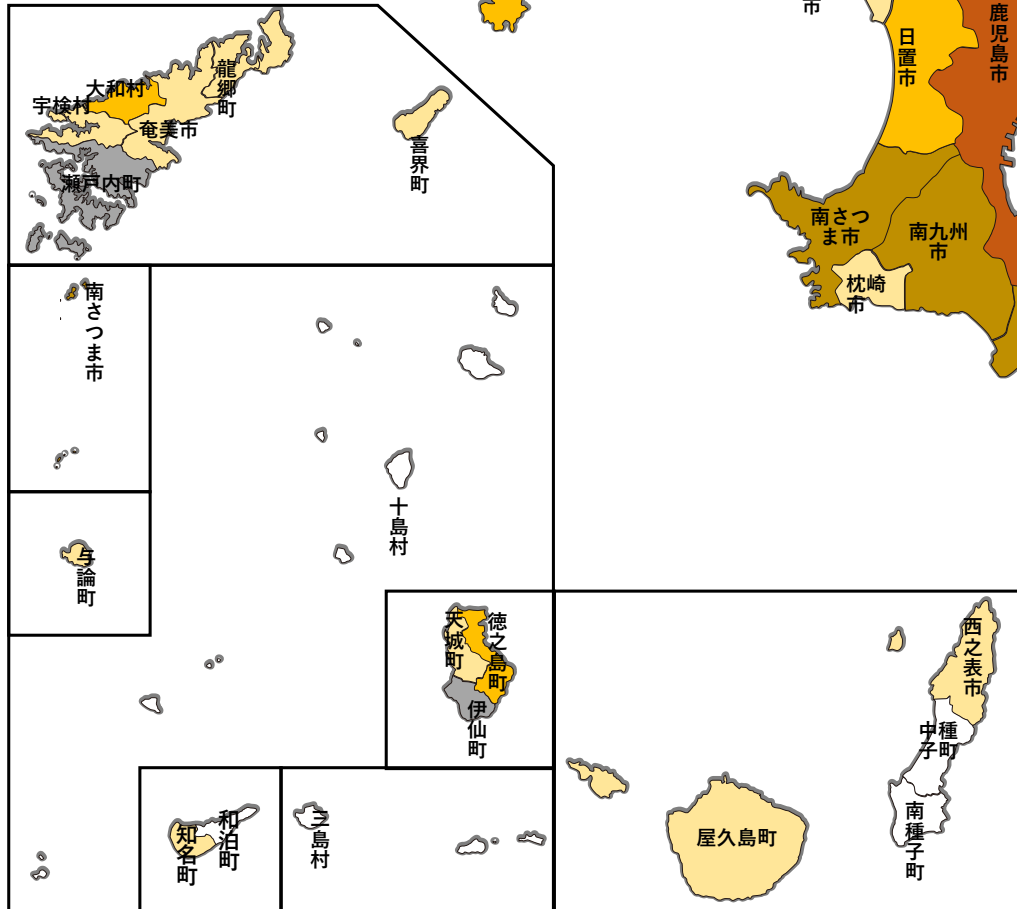 市
鹿児島市
日置市
龍郷町
大和村
宇検村
奄美市
喜界町
瀬戸内町
南さつ
ま市
南九州
市
枕崎
市
南さつま市
十島村
与論町
天城町
徳之島町
伊仙町
西之表市
中種
子町
南種子町
屋久島町
知名町
和泊町
三島村